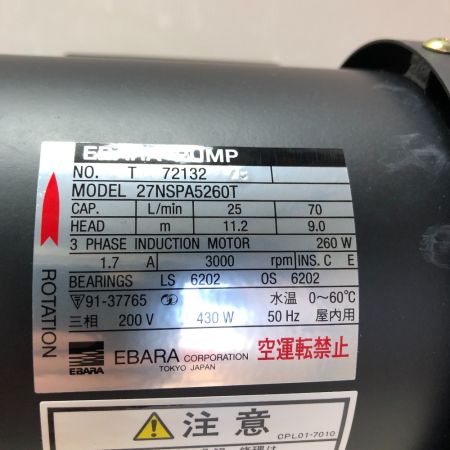 EBARA PUMP
NO. T 72132
MODEL 27NSPA5260T
CAP. L/min 25 70
HEAD m 11.2 9.0
3 PHASE INDUCTION MOTOR 260 W
1.7 A 3000 rpm INS. C E
BEARINGS LS 6202 OS 6202
91-37765 水温 0~60℃
三相 200 V 430 W 50 Hz 屋内用
EBARA CORPORATION 空運転禁止
TOKYO JAPAN
EBARA
ROTATION
注意
CPL01-7010